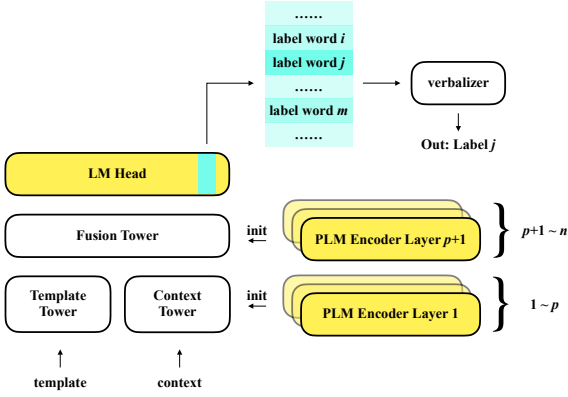 ......
label word i
label word j
......
label word m
......
verbalizer
Out: Label j
LM Head
Fusion Tower
init
PLM Encoder Layer p+1
p+1 ~ n
Template
Tower
Context
Tower
init
PLM Encoder Layer 1
1 ~ p
template
context